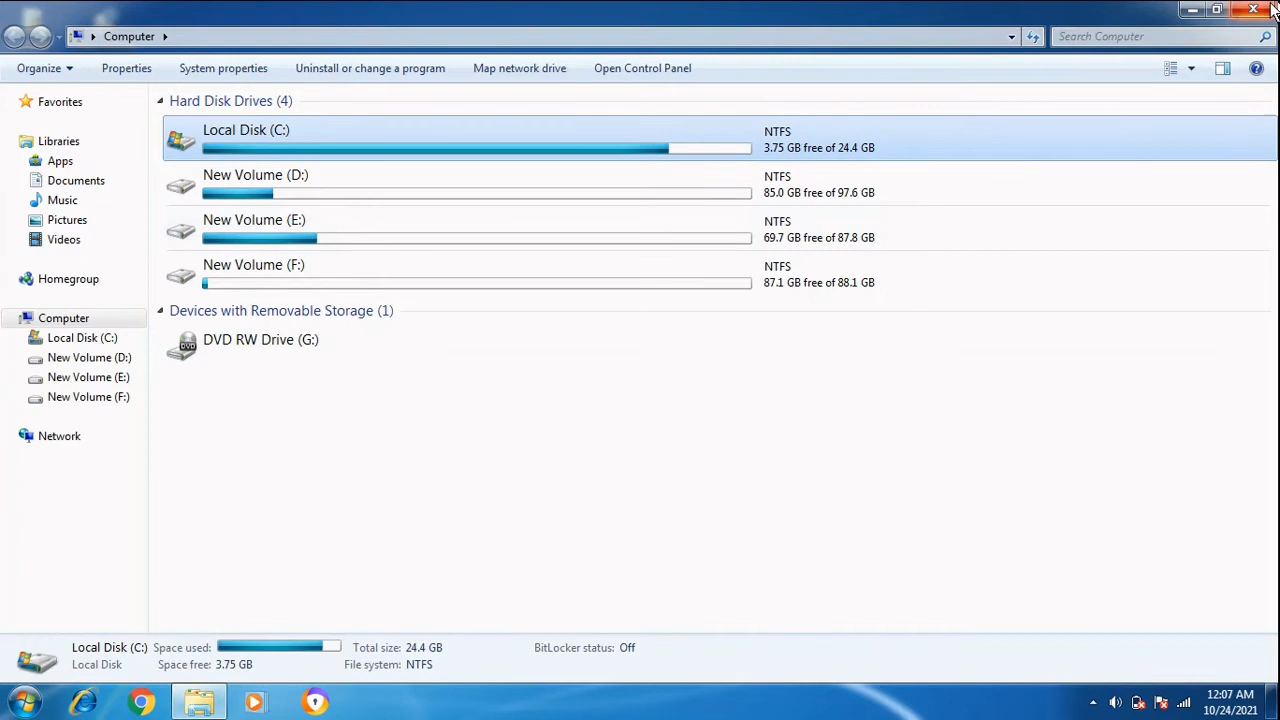 Computer
Search Computer
Organize Properties System properties Uninstall or change a program Map network drive Open Control Panel
Favorites
Libraries
Apps
Documents
Music
Pictures
Videos
Homegroup
Computer
Local Disk (C:)
New Volume (D:)
New Volume (E:)
New Volume (F:)
Network
Hard Disk Drives (4)
Local Disk (C:)
NTFS
3.75 GB free of 24.4 GB
New Volume (D:)
NTFS
85.0 GB free of 97.6 GB
New Volume (E:)
NTFS
69.7 GB free of 87.8 GB
New Volume (F:)
NTFS
87.1 GB free of 88.1 GB
Devices with Removable Storage (1)
DVD RW Drive (G:)
DVD
Local Disk (C:) Space used: Total size: 24.4 GB BitLocker status: Off
Local Disk Space free: 3.75 GB File system: NTFS
12:07 AM
10/24/2021